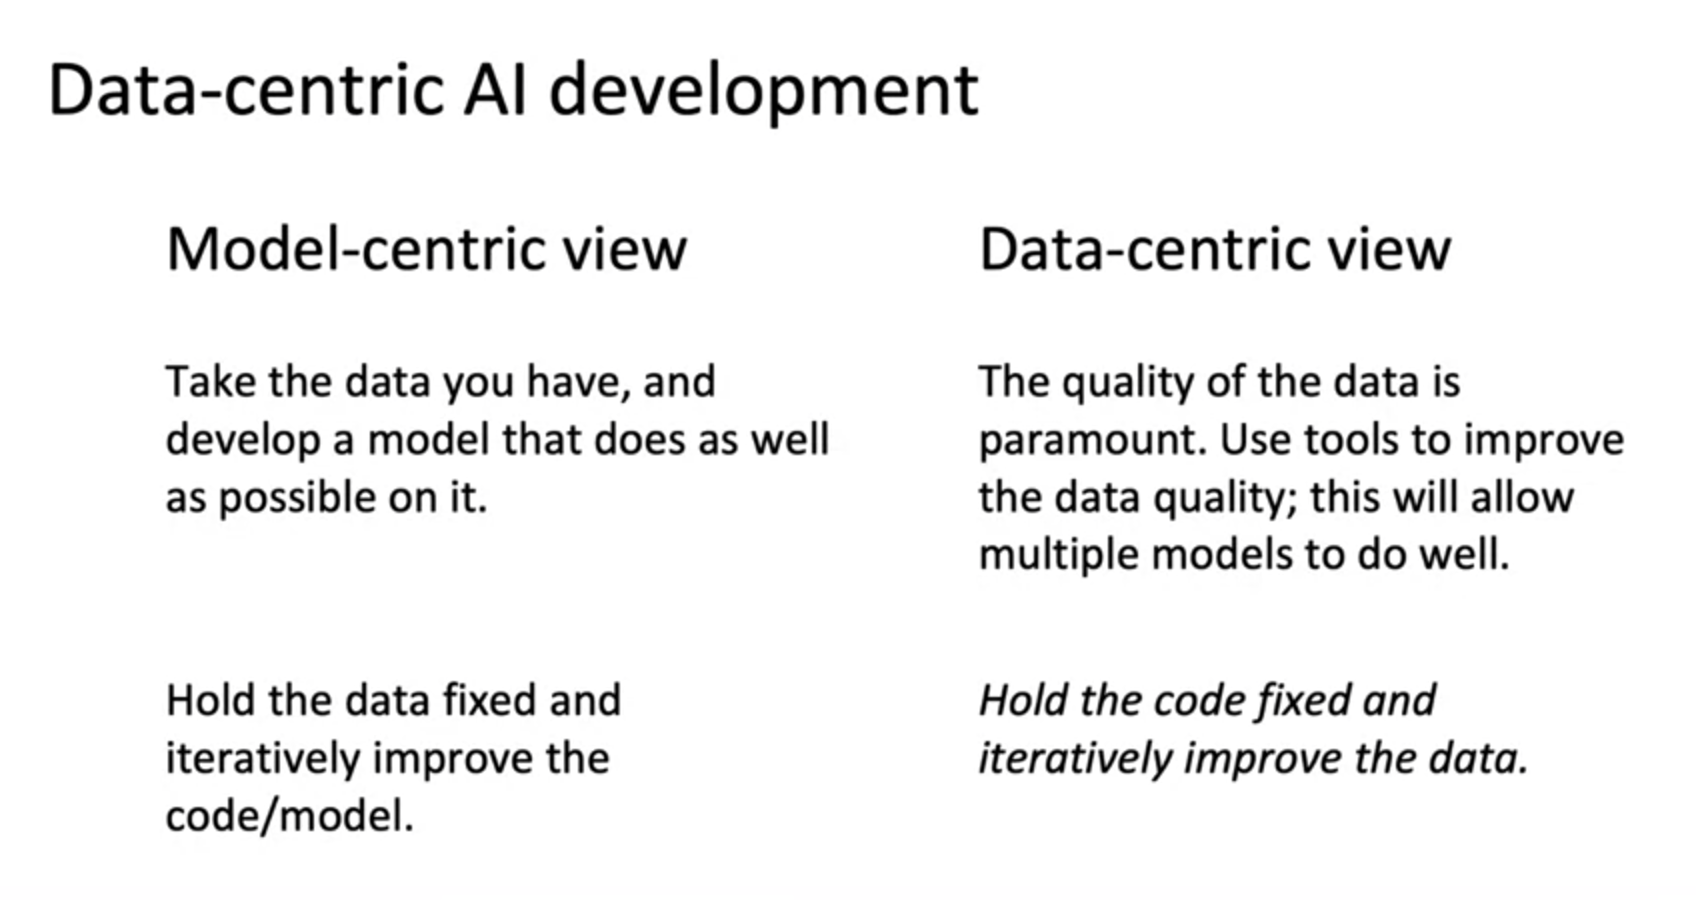 Data-centric AI development
Model-centric view
Take the data you have, and
develop a model that does as well
as possible on it.
Hold the data fixed and
iteratively improve the
code/model.
Data-centric view
The quality of the data is
paramount. Use tools to improve
the data quality; this will allow
multiple models to do well.
Hold the code fixed and
iteratively improve the data.